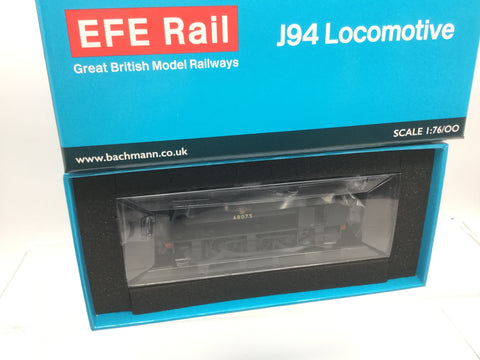 EFE Rail
J94 Locomotive
Great British Model Railways
SCALE 1:76/OO
www.bachmann.co.uk
68075